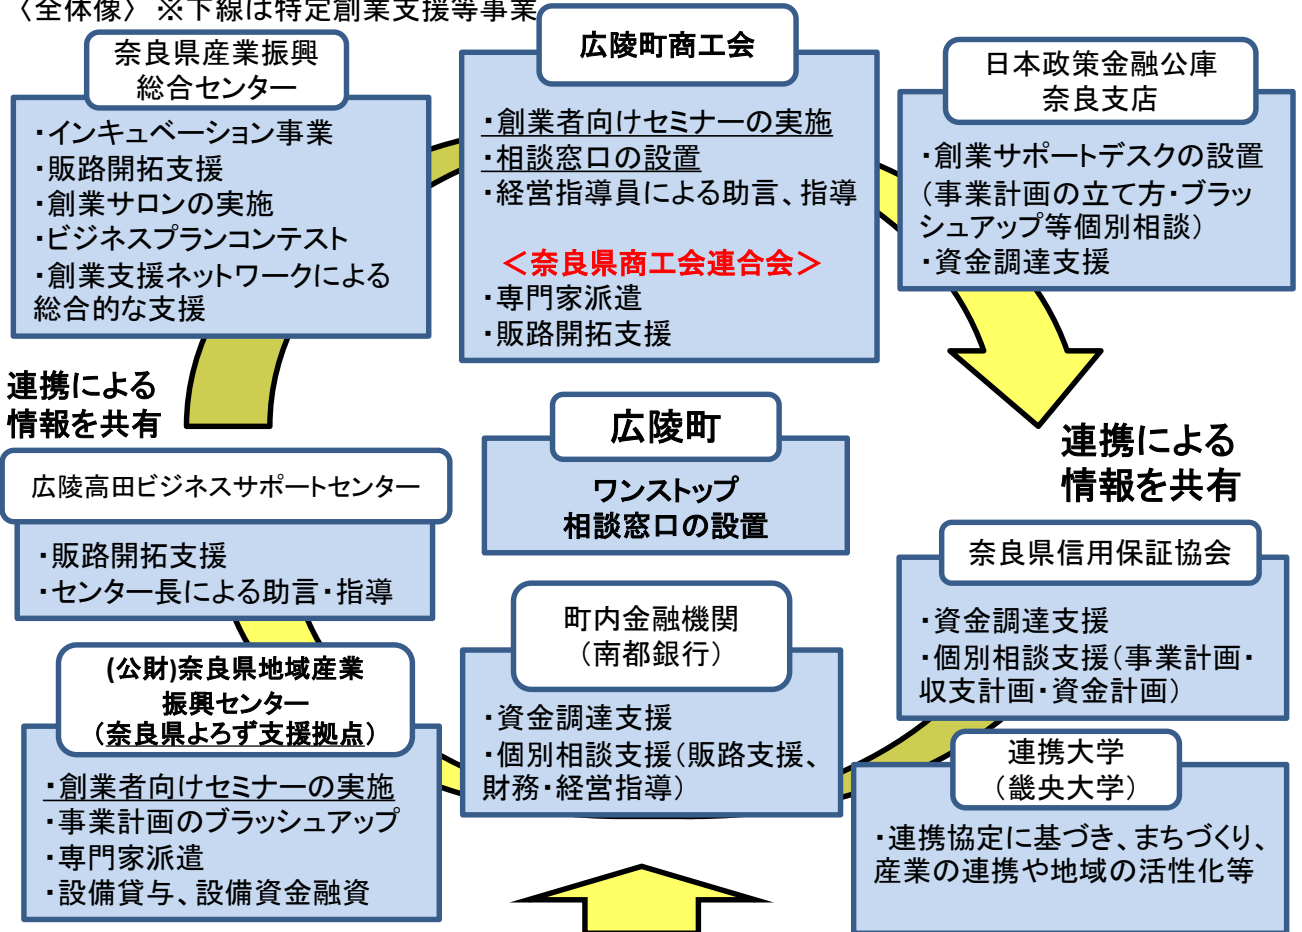 〈全体像〉 ※下線は特定創業支援等事業
奈良県産業振興
総合センター
・インキュベーション事業
・販路開拓支援
・創業サロンの実施
・ビジネスプランコンテスト
・創業支援ネットワークによる
総合的な支援
広陵町商工会
・創業者向けセミナーの実施
・相談窓口の設置
・経営指導員による助言、指導
＜奈良県商工会連合会＞
・専門家派遣
・販路開拓支援
日本政策金融公庫
奈良支店
・創業サポートデスクの設置
（事業計画の立て方・ブラッ
シュアップ等個別相談）
・資金調達支援
連携による
情報を共有
広陵町
ワンストップ
相談窓口の設置
連携による
情報を共有
広陵高田ビジネスサポートセンター
・販路開拓支援
・センター長による助言・指導
奈良県信用保証協会
・資金調達支援
・個別相談支援（事業計画・
収支計画・資金計画）
(公財)奈良県地域産業
振興センター
（奈良県よろず支援拠点）
・創業者向けセミナーの実施
・事業計画のブラッシュアップ
・専門家派遣
・設備貸与、設備資金融資
町内金融機関
（南都銀行）
・資金調達支援
・個別相談支援（販路支援、
財務・経営指導）
連携大学
（畿央大学）
・連携協定に基づき、まちづくり、
産業の連携や地域の活性化等